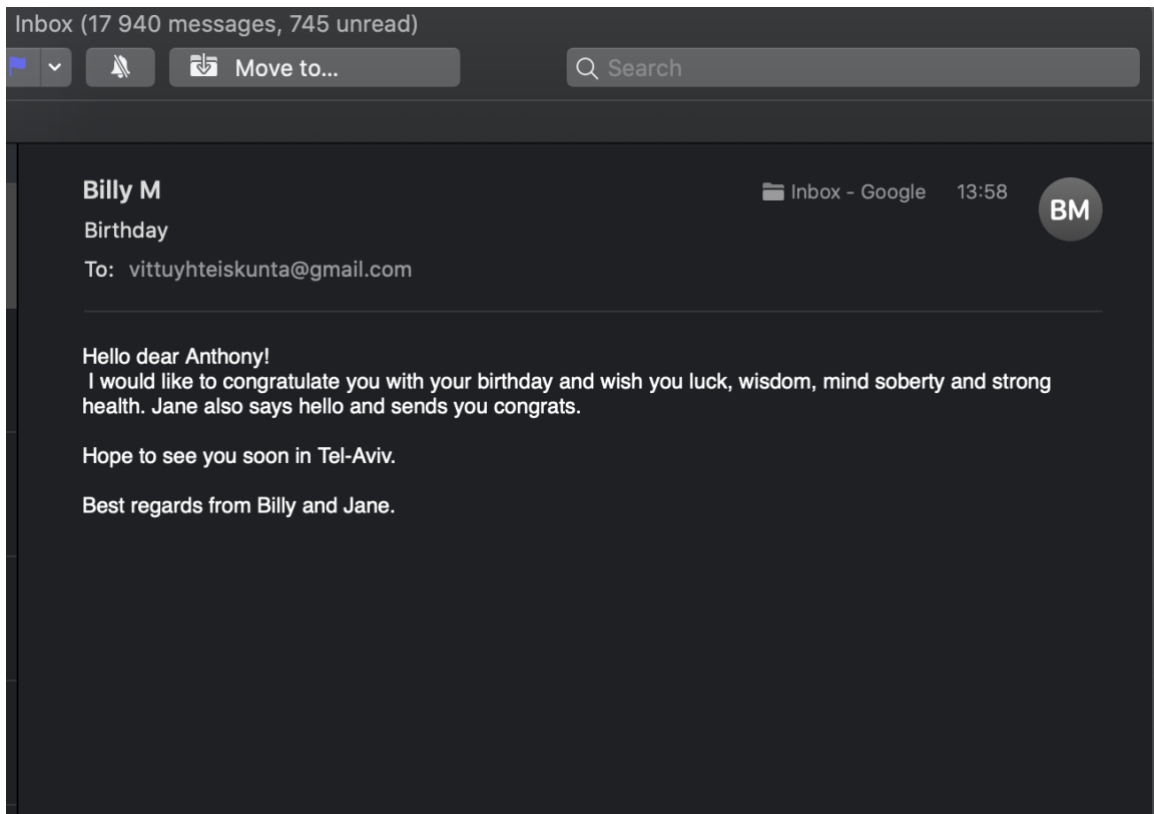 Inbox (17 940 messages, 745 unread)
Move to...
Search
Billy M
Inbox - Google 13:58
BM
Birthday
To: vittuyhteiskunta@gmail.com
Hello dear Anthony!
I would like to congratulate you with your birthday and wish you luck, wisdom, mind soberty and strong
health. Jane also says hello and sends you congrats.
Hope to see you soon in Tel-Aviv.
Best regards from Billy and Jane.